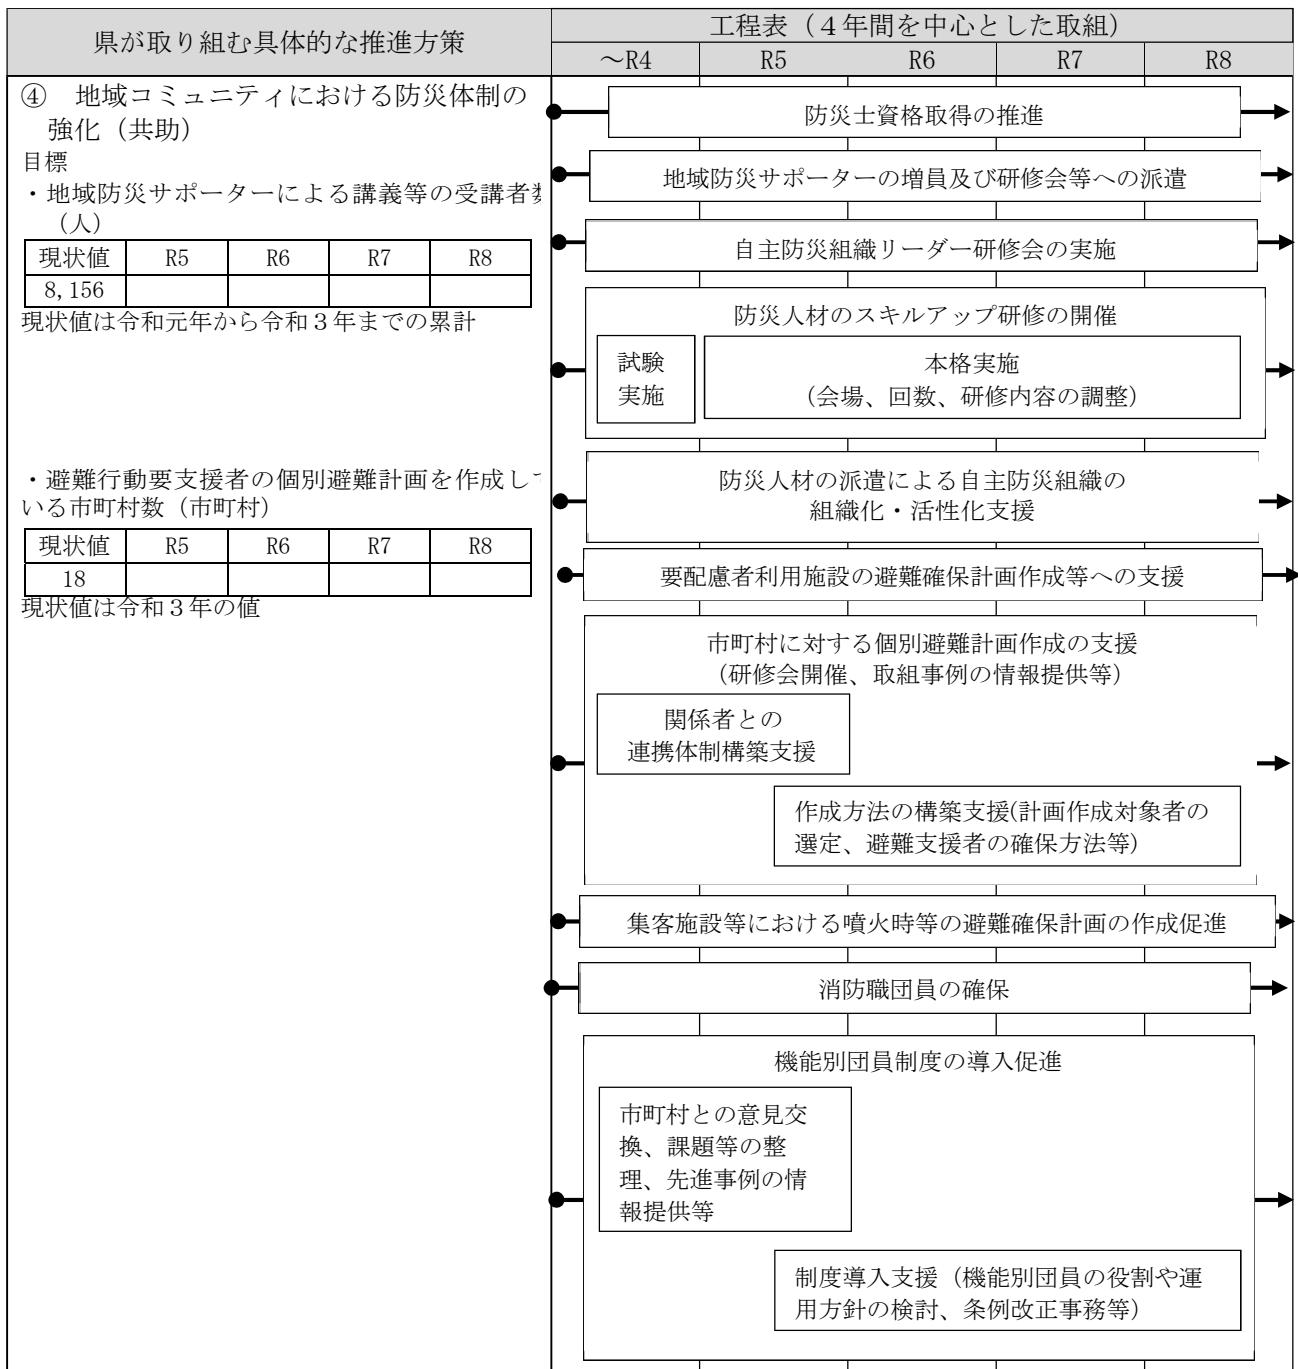 県が取り組む具体的な推進方策
工程表（４年間を中心とした取組）
～R4 R5 R6 R7 R8
④　地域コミュニティにおける防災体制の
強化（共助）
目標
・地域防災サポーターによる講義等の受講者数
（人）
現状値 R5 R6 R7 R8
8,156
現状値は令和元年から令和３年までの累計
・避難行動要支援者の個別避難計画を作成して
いる市町村数（市町村）
現状値 R5 R6 R7 R8
18
現状値は令和３年の値
防災士資格取得の推進
地域防災サポーターの増員及び研修会等への派遣
自主防災組織リーダー研修会の実施
防災人材のスキルアップ研修の開催
試験
実施
本格実施
（会場、回数、研修内容の調整）
防災人材の派遣による自主防災組織の
組織化・活性化支援
要配慮者利用施設の避難確保計画作成等への支援
市町村に対する個別避難計画作成の支援
（研修会開催、取組事例の情報提供等）
関係者との
連携体制構築支援
作成方法の構築支援(計画作成対象者の
選定、避難支援者の確保方法等）
集客施設等における噴火時等の避難確保計画の作成促進
消防職団員の確保
機能別団員制度の導入促進
市町村との意見交
換、課題等の整
理、先進事例の情
報提供等
制度導入支援（機能別団員の役割や運
用方針の検討、条例改正事務等）